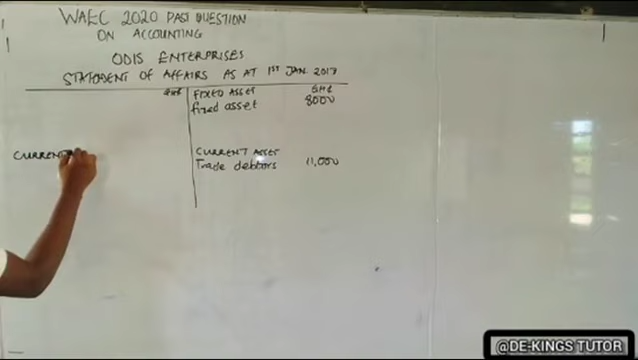 WAEC 2020 PAST QUESTION
ON ACCOUNTING
ODIS ENTERPRISES
STATEMENT OF AFFAIRS AS AT 1ST JAN. 2017
GH¢ FIXED ASSET GH¢
fixed asset 8000
CURRENT CURRENT ASSET
Trade debtors 11,000
@DE-KINGS TUTOR